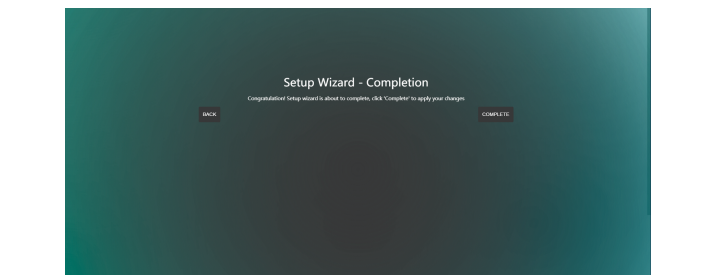 Setup Wizard - Completion
Congratulation! Setup wizard is about to complete, click 'Complete' to apply your changes
BACK
COMPLETE